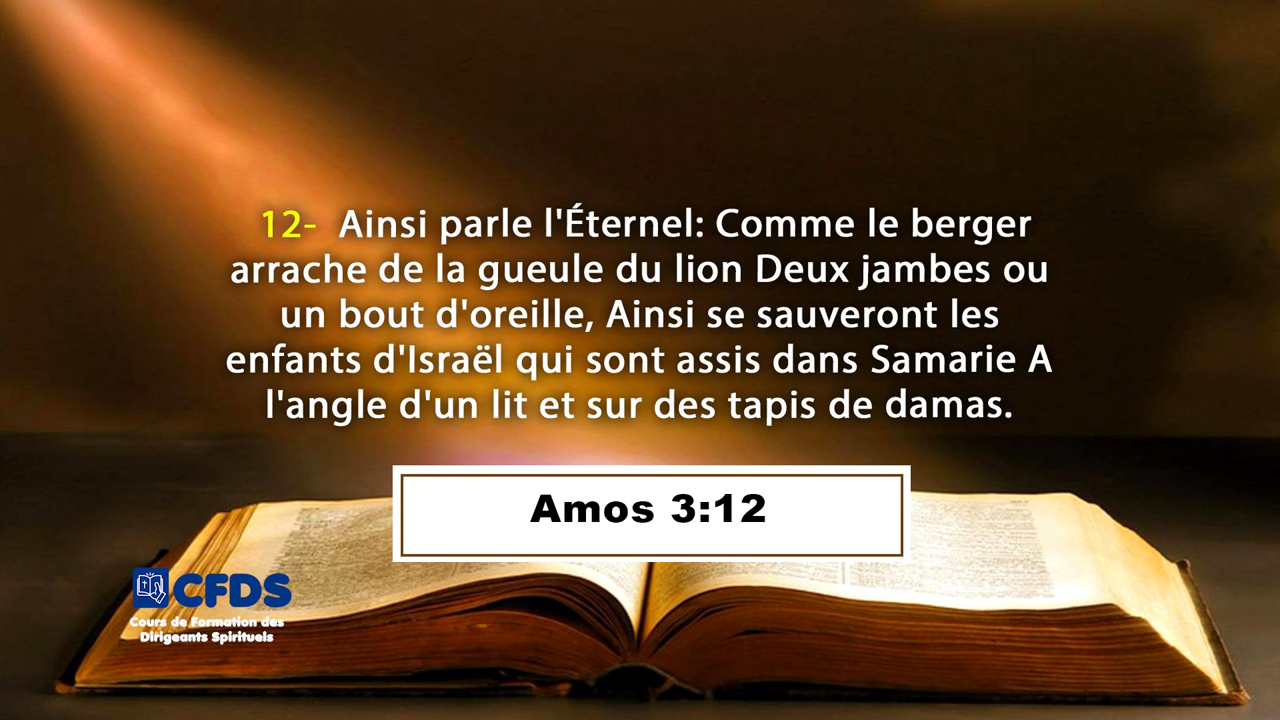 12- Ainsi parle l'Éternel: Comme le berger
arrache de la gueule du lion Deux jambes ou
un bout d'oreille, Ainsi se sauveront les
enfants d'Israël qui sont assis dans Samarie A
l'angle d'un lit et sur des tapis de damas.
Amos 3:12
CFDS
Cours de Formation des
Dirigeants Spirituels